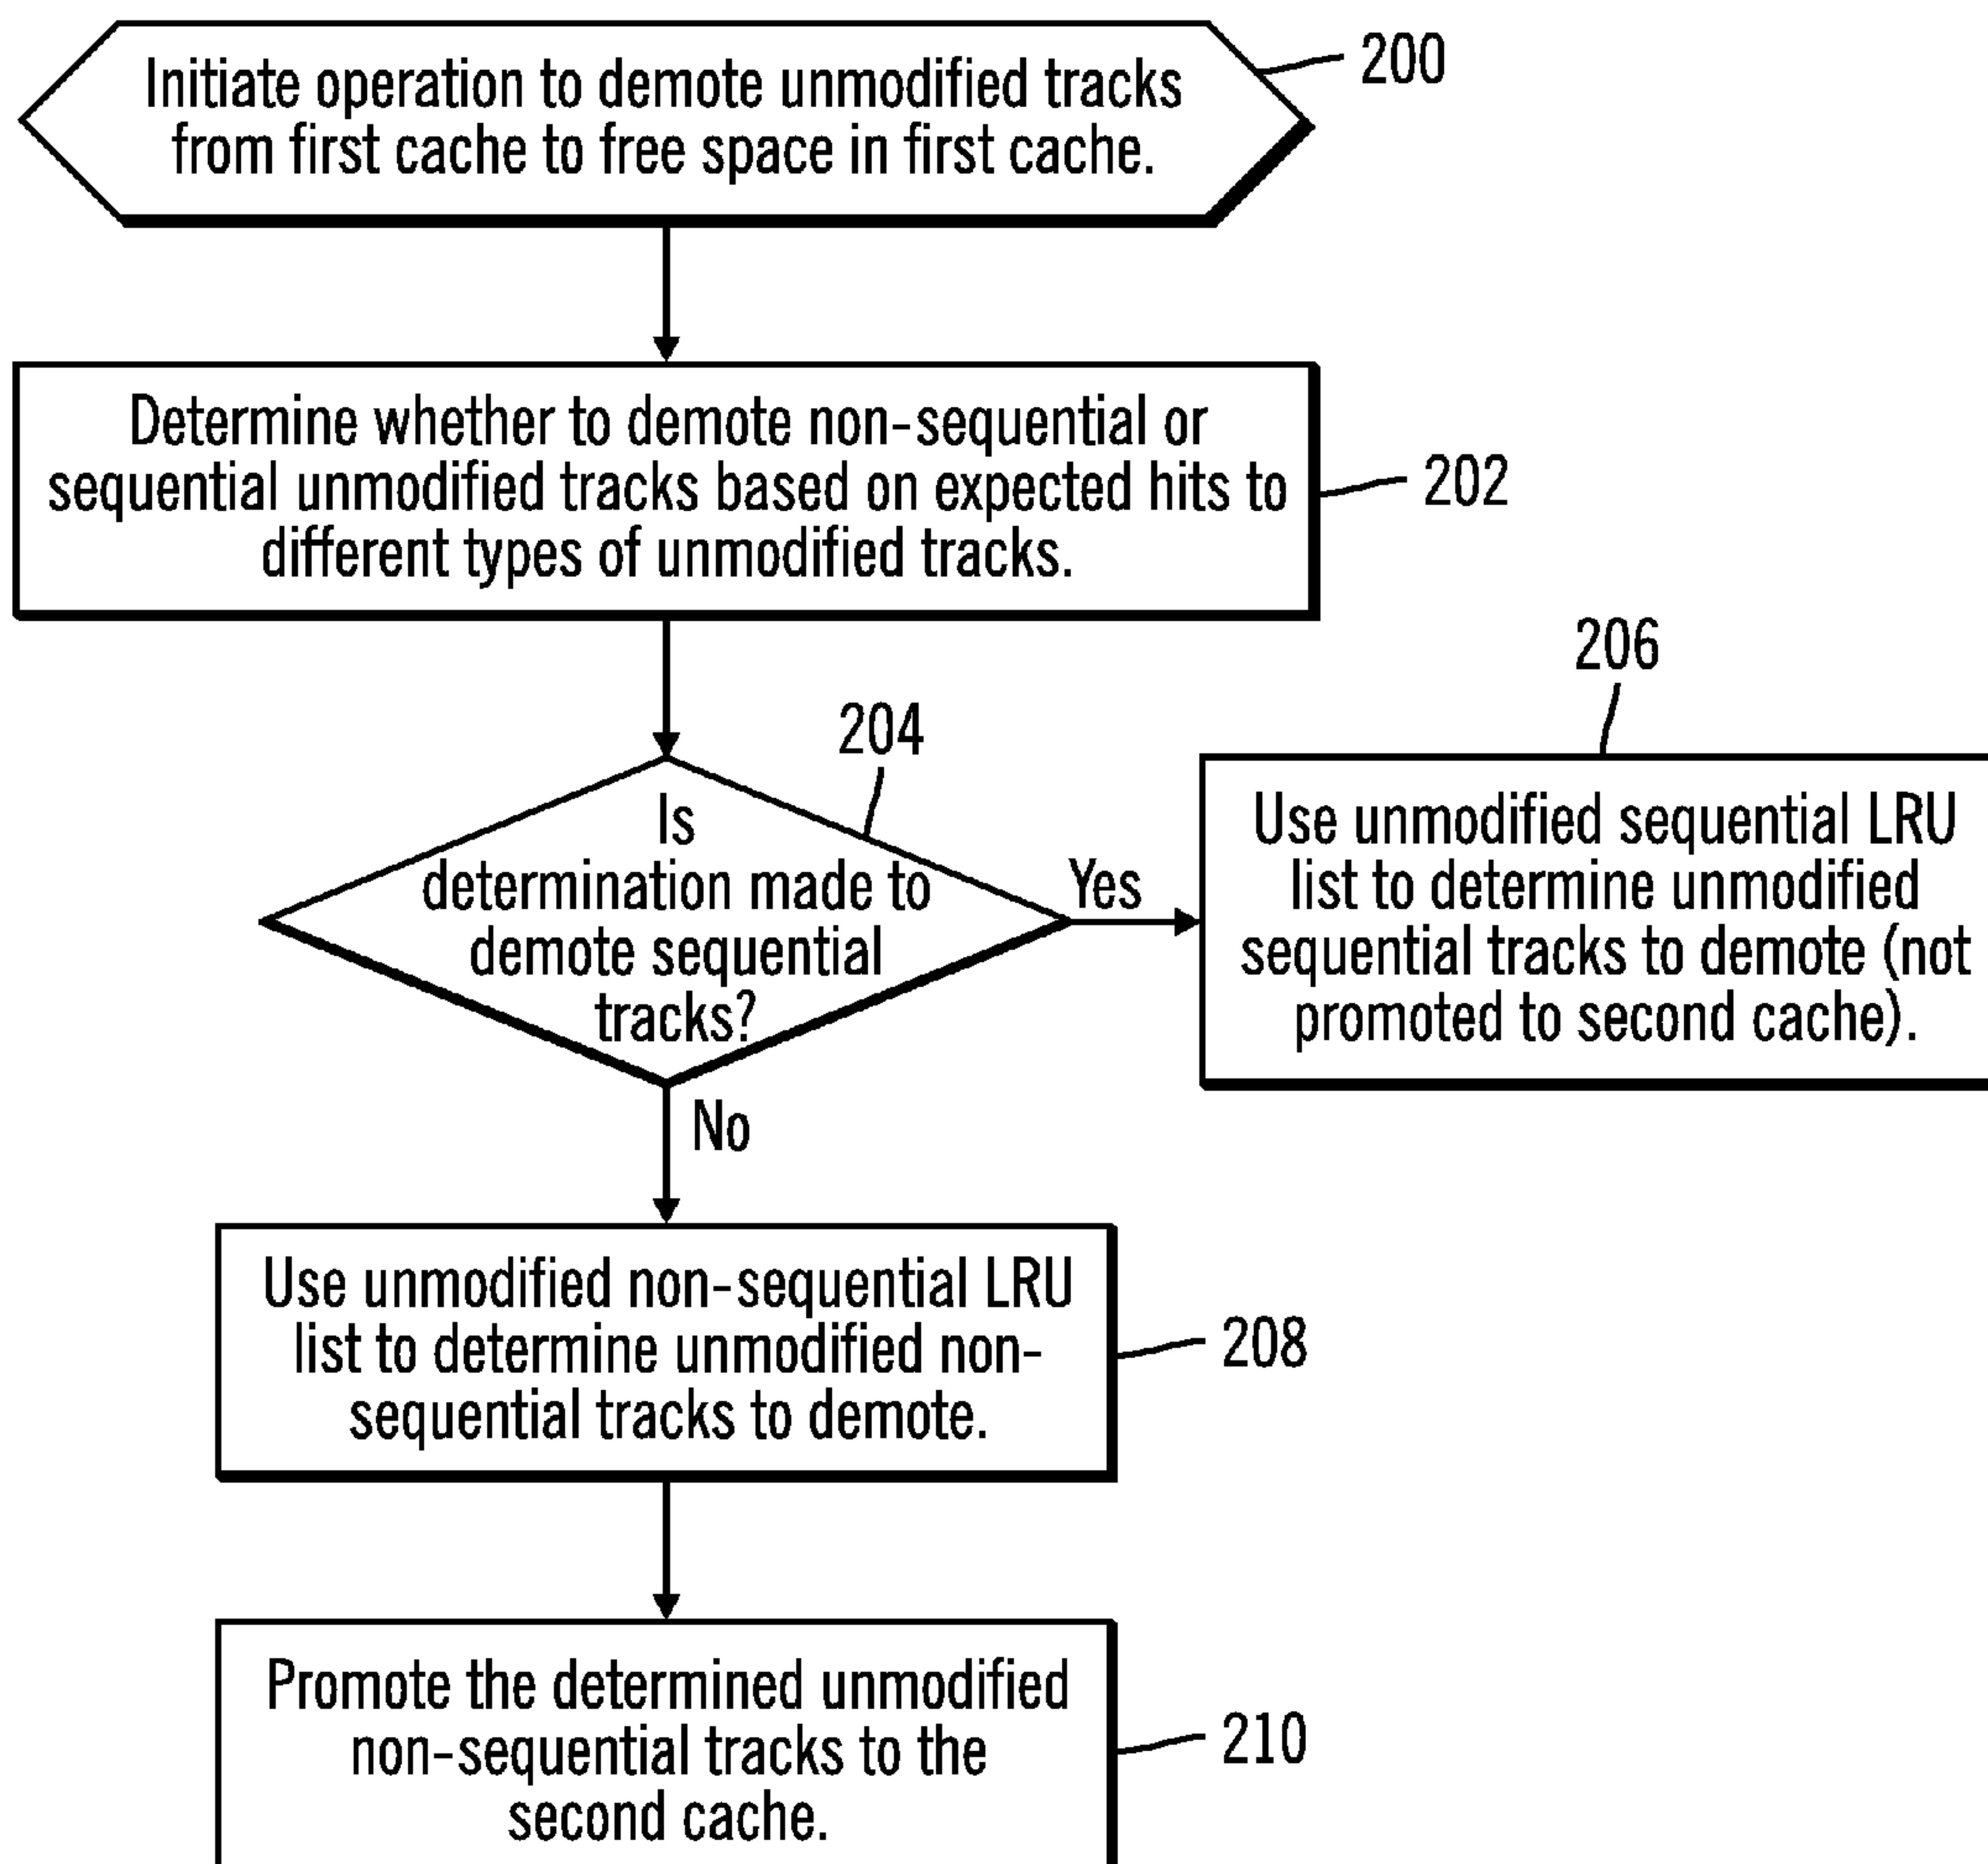 Initiate operation to demote unmodified tracks
from first cache to free space in first cache.
200
Determine whether to demote non-sequential or
sequential unmodified tracks based on expected hits to
different types of unmodified tracks.
202
204
Is
determination made to
demote sequential
tracks?
Yes
No
206
Use unmodified sequential LRU
list to determine unmodified
sequential tracks to demote (not
promoted to second cache).
Use unmodified non-sequential LRU
list to determine unmodified non-
sequential tracks to demote.
208
Promote the determined unmodified
non-sequential tracks to the
second cache.
210